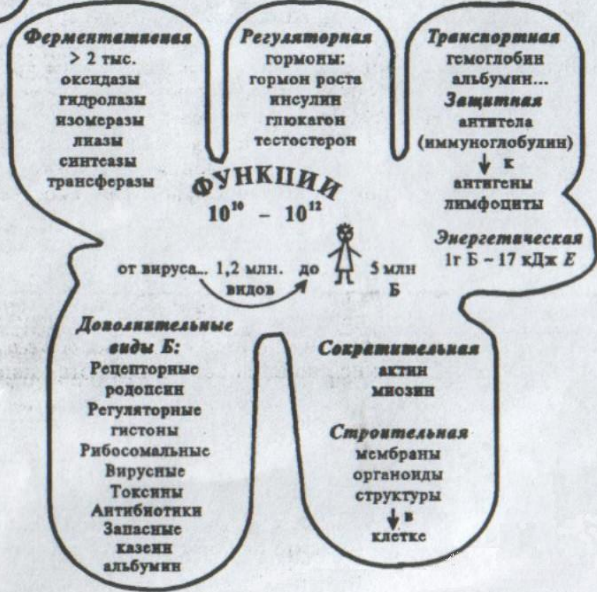 Ферментативная
> 2 тыс.
оксидазы
гидролазы
изомеразы
лиазы
синтеазы
трансферазы
Регуляторная
гормоны:
гормон роста
инсулин
глюкагон
тестостерон
Транспортная
гемоглобин
альбумин...
Защитная
антитела
(иммуноглобулин)
к
антигены
лимфоциты
Энергетическая
1г Б – 17 кДж Е
ФУНКЦИИ
10¹⁰ – 10¹²
от вируса... 1,2 млн. до 5 млн
видов Б
Дополнительные
виды Б:
Рецепторные
родопсин
Регуляторные
гистоны
Рибосомальные
Вирусные
Токсины
Антибиотики
Запасные
казеин
альбумин
Сократительная
актин
миозин
Строительная
мембраны
органоиды
структуры
в
клетке